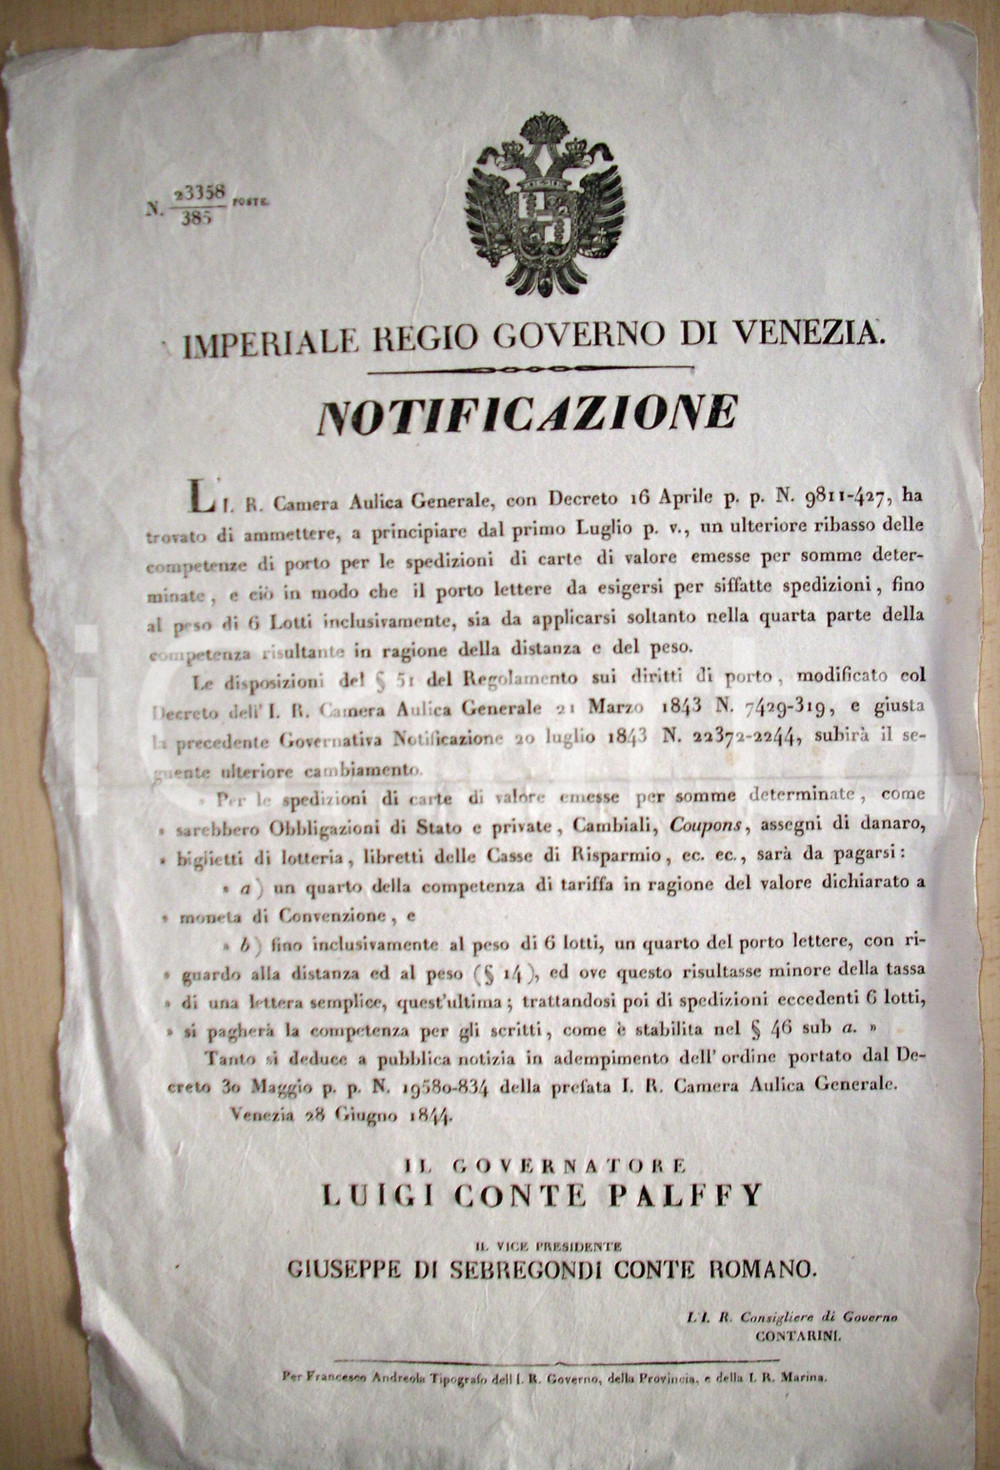 N. 23358/385 POSTE.
IMPERIALE REGIO GOVERNO DI VENEZIA.
NOTIFICAZIONE
L'I. R. Camera Aulica Generale, con Decreto 16 Aprile p. p. N. 9811-427, ha
trovato di ammettere, a principiare dal primo Luglio p. v., un ulteriore ribasso delle
competenze di porto per le spedizioni di carte di valore emesse per somme deter-
minate, e ciò in modo che il porto lettere da esigersi per siffatte spedizioni, fino
al peso di 6 Lotti inclusivamente, sia da applicarsi soltanto nella quarta parte della
competenza risultante in ragione della distanza e del peso.
Le disposizioni del § 51 del Regolamento sui diritti di porto, modificato col
Decreto dell'I. R. Camera Aulica Generale 21 Marzo 1843 N. 7429-319, e giusta
la precedente Governativa Notificazione 20 luglio 1843 N. 22372-2244, subirà il se-
guente ulteriore cambiamento.
» Per le spedizioni di carte di valore emesse per somme determinate, come
» sarebbero Obbligazioni di Stato e private, Cambiali, Coupons, assegni di danaro,
» biglietti di lotteria, libretti delle Casse di Risparmio, ec. ec., sarà da pagarsi:
» a) un quarto della competenza di tariffa in ragione del valore dichiarato a
» moneta di Convenzione, e
» b) fino inclusivamente al peso di 6 lotti, un quarto del porto lettere, con ri-
» guardo alla distanza ed al peso (§ 14), ed ove questo risultasse minore della tassa
» di una lettera semplice, quest'ultima; trattandosi poi di spedizioni eccedenti 6 lotti,
» si pagherà la competenza per gli scritti, come è stabilita nel § 46 sub a. »
Tanto si deduce a pubblica notizia in adempimento dell'ordine portato dal De-
creto 30 Maggio p. p. N. 19580-834 della prefata I. R. Camera Aulica Generale.
Venezia 28 Giugno 1844.
IL GOVERNATORE
LUIGI CONTE PALFFY
IL VICE PRESIDENTE
GIUSEPPE DI SEBREGONDI CONTE ROMANO.
L'I. R. Consigliere di Governo
CONTARINI.
Per Francesco Andreola Tipografo dell'I. R. Governo, della Provincia, e della I. R. Marina.